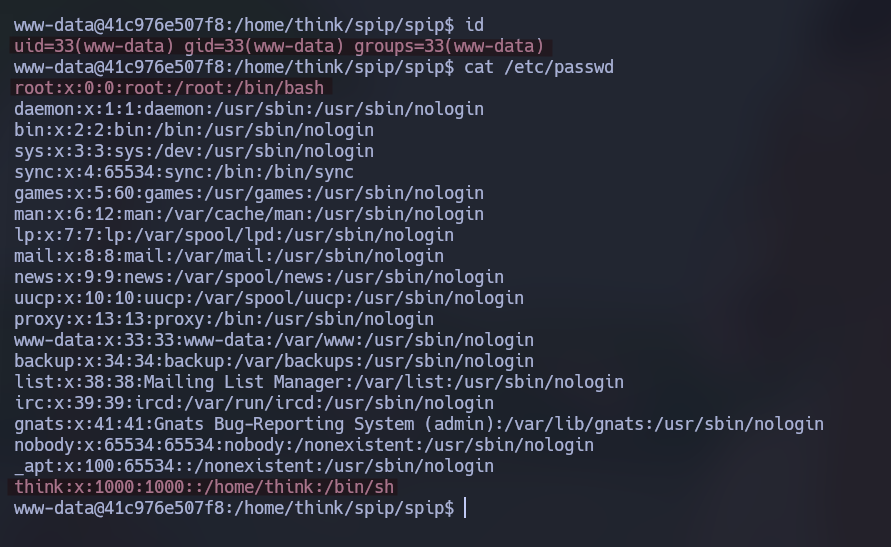 www-data@41c976e507f8:/home/think/spip/spip$ id
uid=33(www-data) gid=33(www-data) groups=33(www-data)
www-data@41c976e507f8:/home/think/spip/spip$ cat /etc/passwd
root:x:0:0:root:/root:/bin/bash
daemon:x:1:1:daemon:/usr/sbin:/usr/sbin/nologin
bin:x:2:2:bin:/bin:/usr/sbin/nologin
sys:x:3:3:sys:/dev:/usr/sbin/nologin
sync:x:4:65534:sync:/bin:/bin/sync
games:x:5:60:games:/usr/games:/usr/sbin/nologin
man:x:6:12:man:/var/cache/man:/usr/sbin/nologin
lp:x:7:7:lp:/var/spool/lpd:/usr/sbin/nologin
mail:x:8:8:mail:/var/mail:/usr/sbin/nologin
news:x:9:9:news:/var/spool/news:/usr/sbin/nologin
uucp:x:10:10:uucp:/var/spool/uucp:/usr/sbin/nologin
proxy:x:13:13:proxy:/bin:/usr/sbin/nologin
www-data:x:33:33:www-data:/var/www:/usr/sbin/nologin
backup:x:34:34:backup:/var/backups:/usr/sbin/nologin
list:x:38:38:Mailing List Manager:/var/list:/usr/sbin/nologin
irc:x:39:39:ircd:/var/run/ircd:/usr/sbin/nologin
gnats:x:41:41:Gnats Bug-Reporting System (admin):/var/lib/gnats:/usr/sbin/nologin
nobody:x:65534:65534:nobody:/nonexistent:/usr/sbin/nologin
_apt:x:100:65534::/nonexistent:/usr/sbin/nologin
think:x:1000:1000::/home/think:/bin/sh
www-data@41c976e507f8:/home/think/spip/spip$